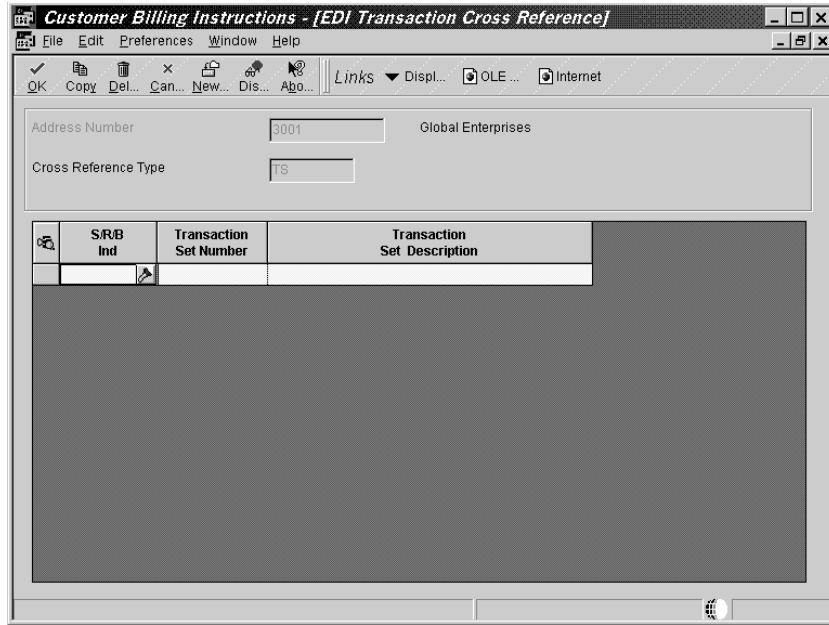 Customer Billing Instructions - [EDI Transaction Cross Reference]
File Edit Preferences Window Help
OK Copy Del... Can... New... Dis... Abo... Links Displ... OLE ... Internet
Address Number 3001 Global Enterprises
Cross Reference Type TS
S/R/B Ind
Transaction Set Number
Transaction Set Description